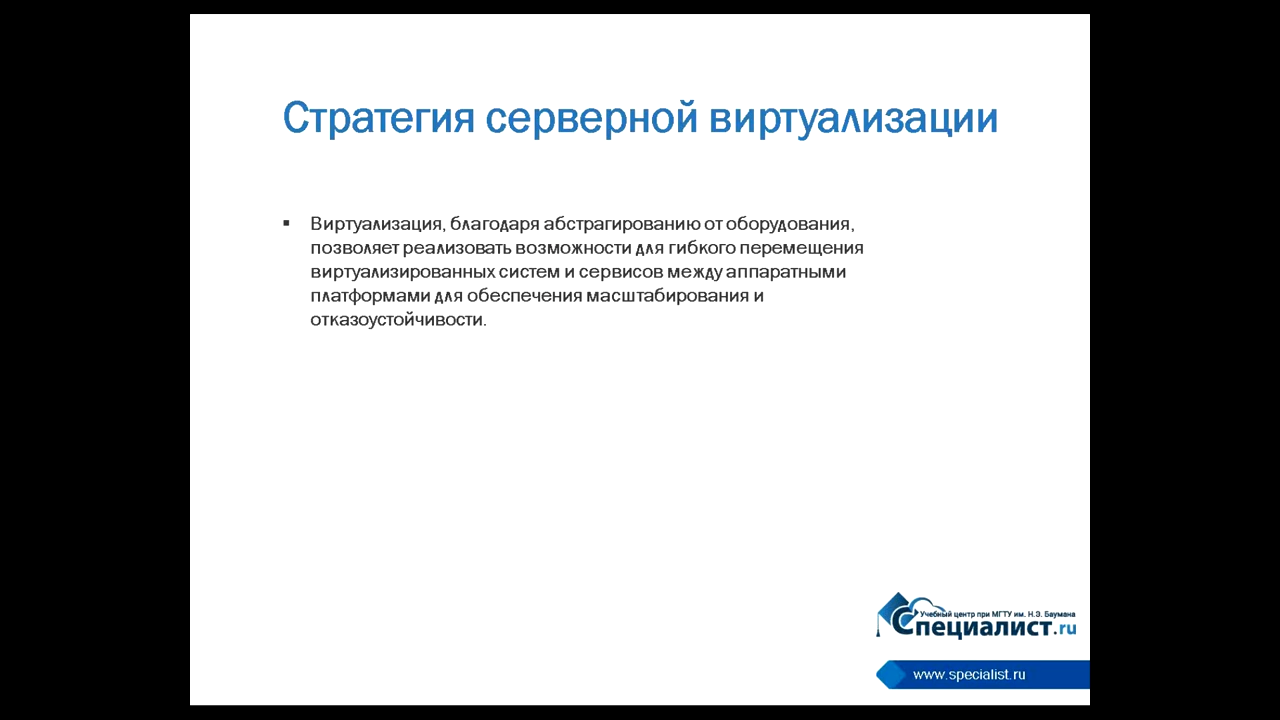 Стратегия серверной виртуализации
▪ Виртуализация, благодаря абстрагированию от оборудования,
позволяет реализовать возможности для гибкого перемещения
виртуализированных систем и сервисов между аппаратными
платформами для обеспечения масштабирования и
отказоустойчивости.
Учебный центр при МГТУ им. Н.Э. Баумана
Специалист.ru
www.specialist.ru